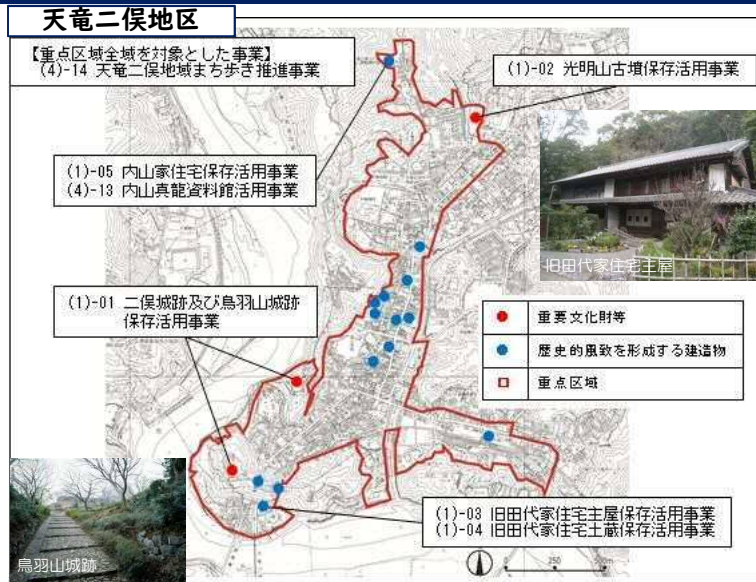 天竜二俣地区
【重点区域全域を対象とした事業】
(4)-14 天竜二俣地域まち歩き推進事業
(1)-02 光明山古墳保存活用事業
(1)-05 内山家住宅保存活用事業
(4)-13 内山真龍資料館活用事業
旧田代家住宅主屋
(1)-01 二俣城跡及び鳥羽山城跡
保存活用事業
重要文化財等
歴史的風致を形成する建造物
重点区域
(1)-03 旧田代家住宅主屋保存活用事業
(1)-04 旧田代家住宅土蔵保存活用事業
鳥羽山城跡
0 250 500m